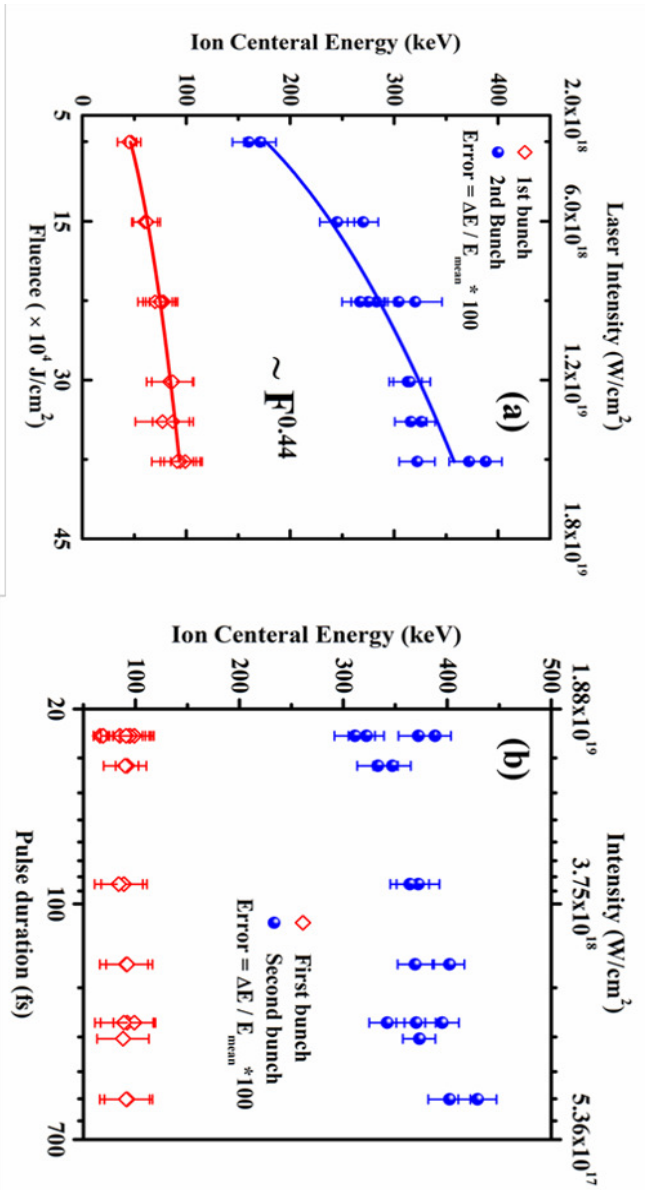 Laser Intensity (W/cm²)
2.0x10¹⁸ 6.0x10¹⁸ 1.2x10¹⁹ 1.8x10¹⁹
1st bunch
2nd Bunch
Error = ΔE / E_mean * 100
(a)
~ F⁰·⁴⁴
Ion Centeral Energy (keV)
400
300
200
100
0
5 15 30 45
Fluence ( × 10⁴ J/cm²)
Intensity (W/cm²)
1.88x10¹⁹ 3.75x10¹⁸ 5.36x10¹⁷
(b)
First bunch
Second bunch
Error = ΔE / E_mean *100
Ion Centeral Energy (keV)
500
400
300
200
100
20 100 700
Pulse duration (fs)